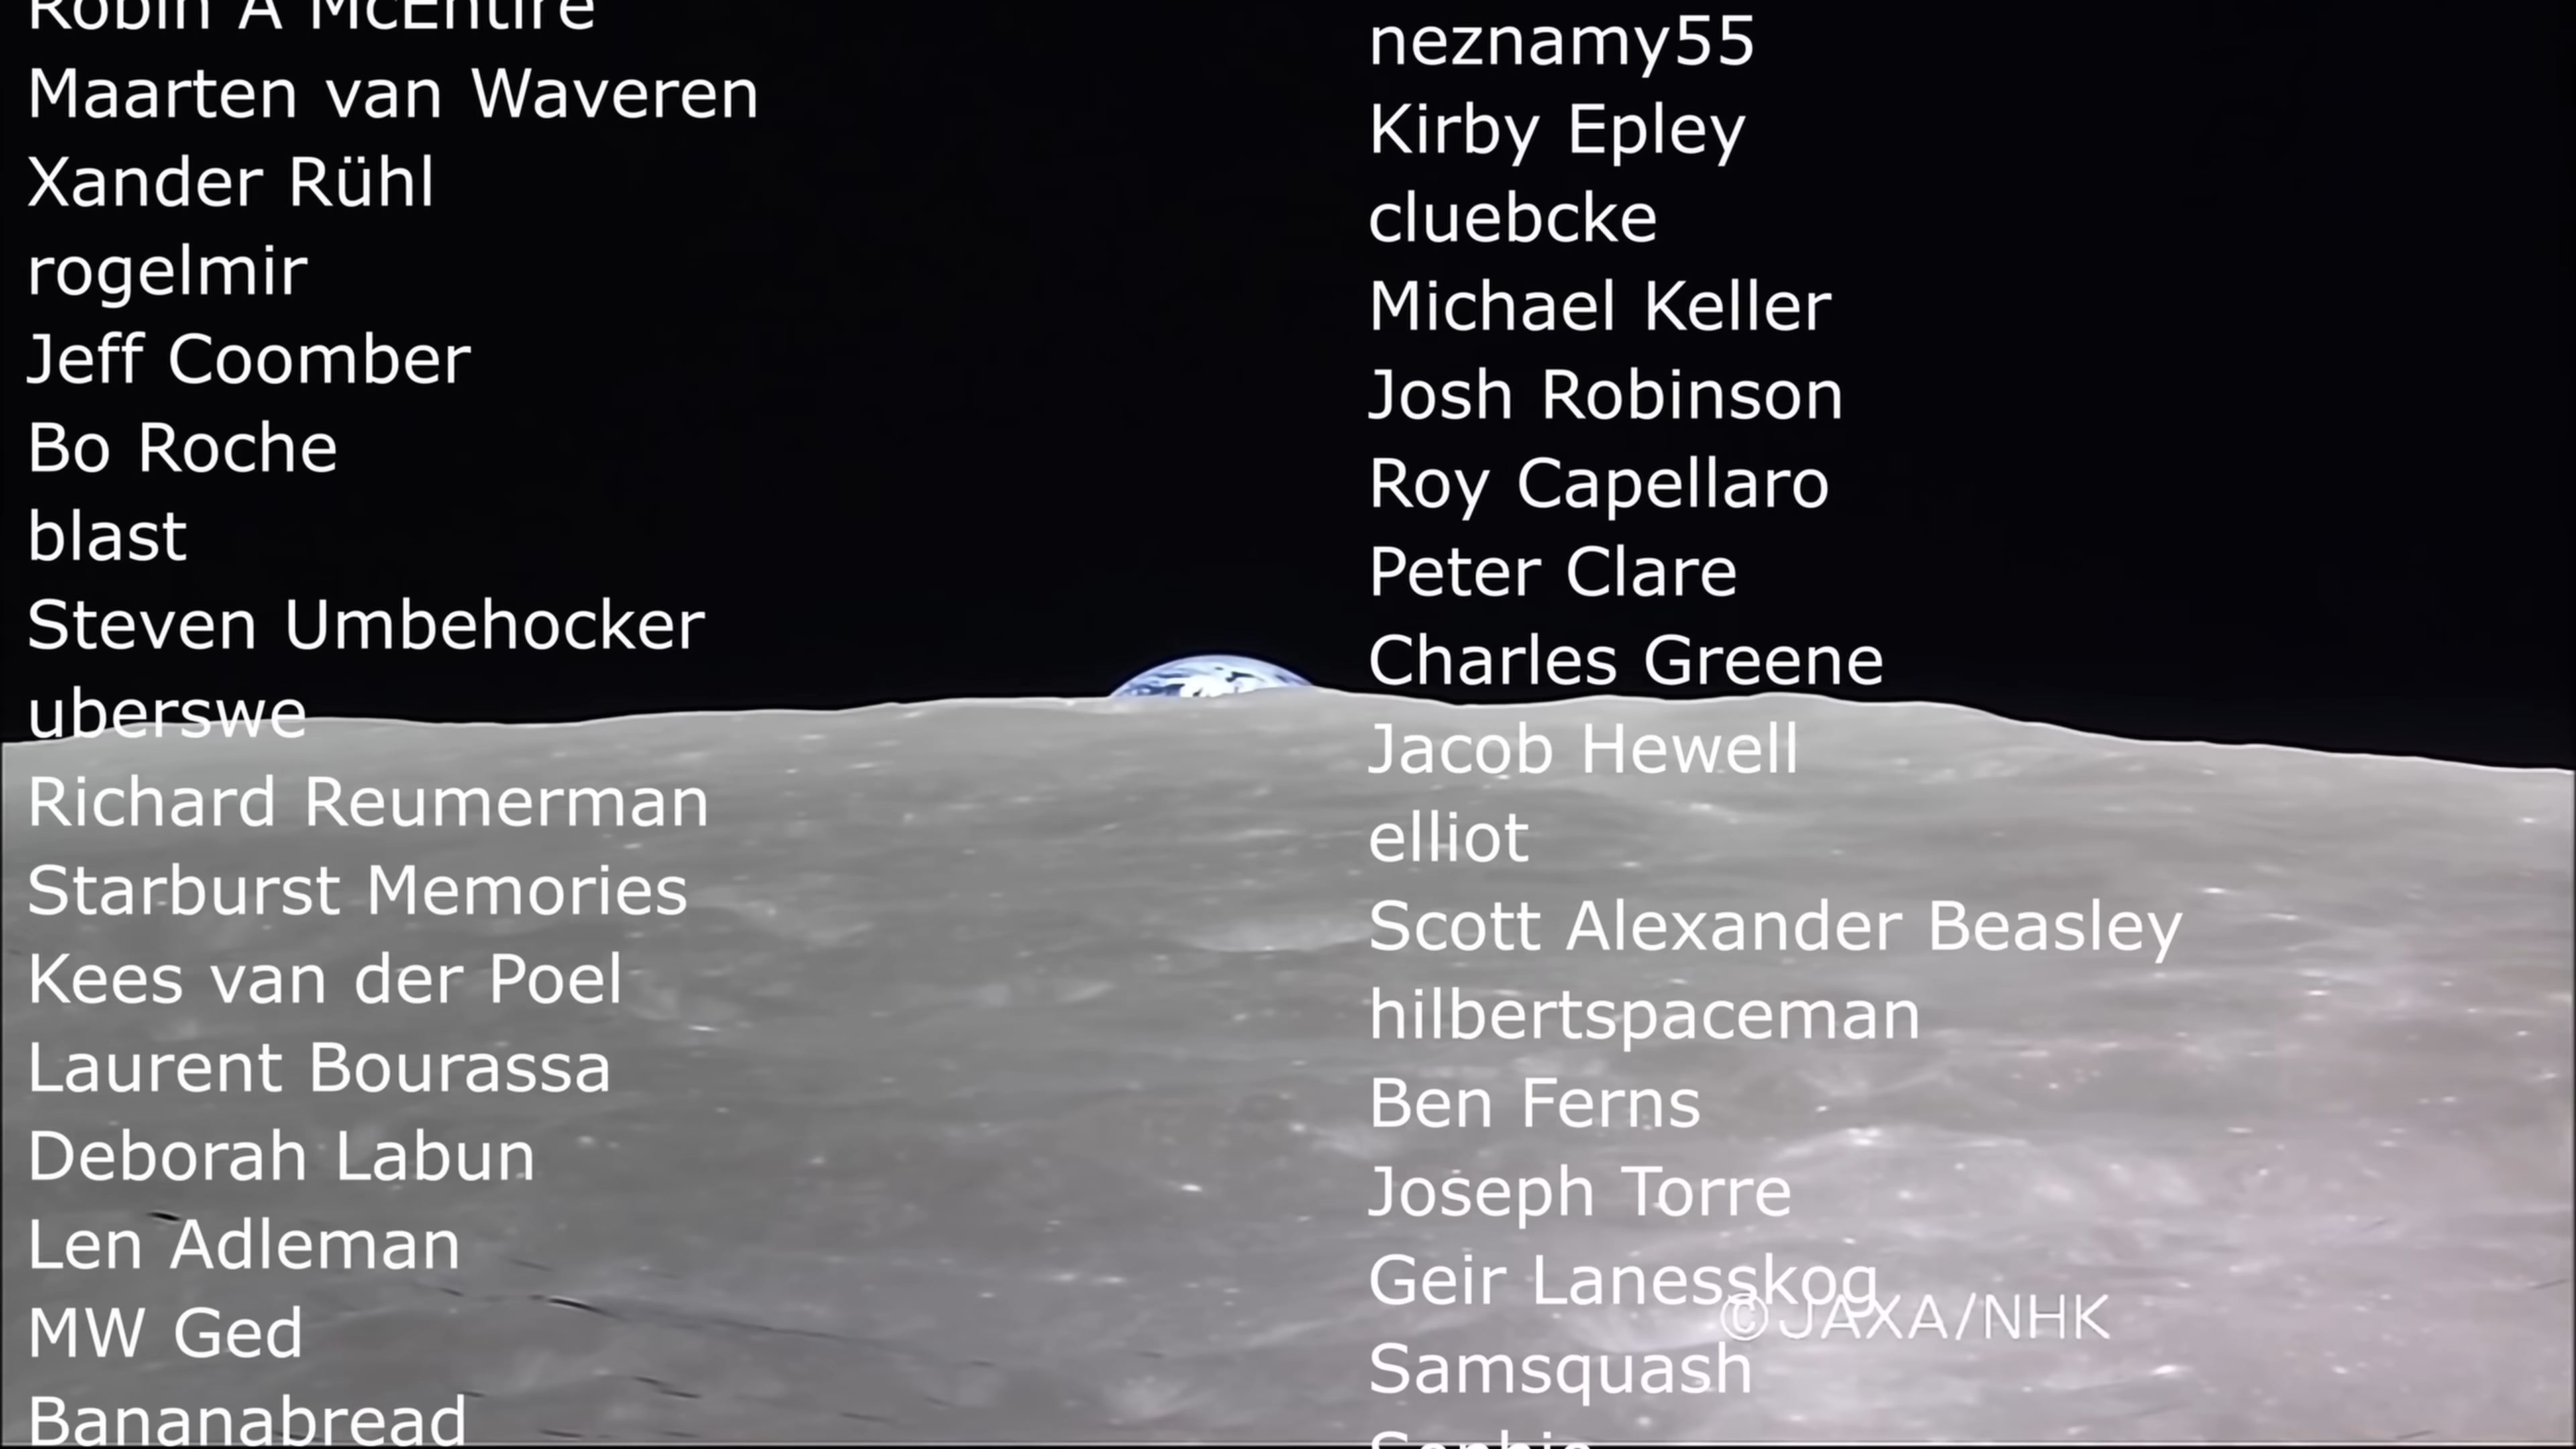 Robin A McEntire
Maarten van Waveren
Xander Rühl
rogelmir
Jeff Coomber
Bo Roche
blast
Steven Umbehocker
uberswe
Richard Reumerman
Starburst Memories
Kees van der Poel
Laurent Bourassa
Deborah Labun
Len Adleman
MW Ged
Bananabread
neznamy55
Kirby Epley
cluebcke
Michael Keller
Josh Robinson
Roy Capellaro
Peter Clare
Charles Greene
Jacob Hewell
elliot
Scott Alexander Beasley
hilbertspaceman
Ben Ferns
Joseph Torre
Geir Lanesskog
©JAXA/NHK
Samsquash